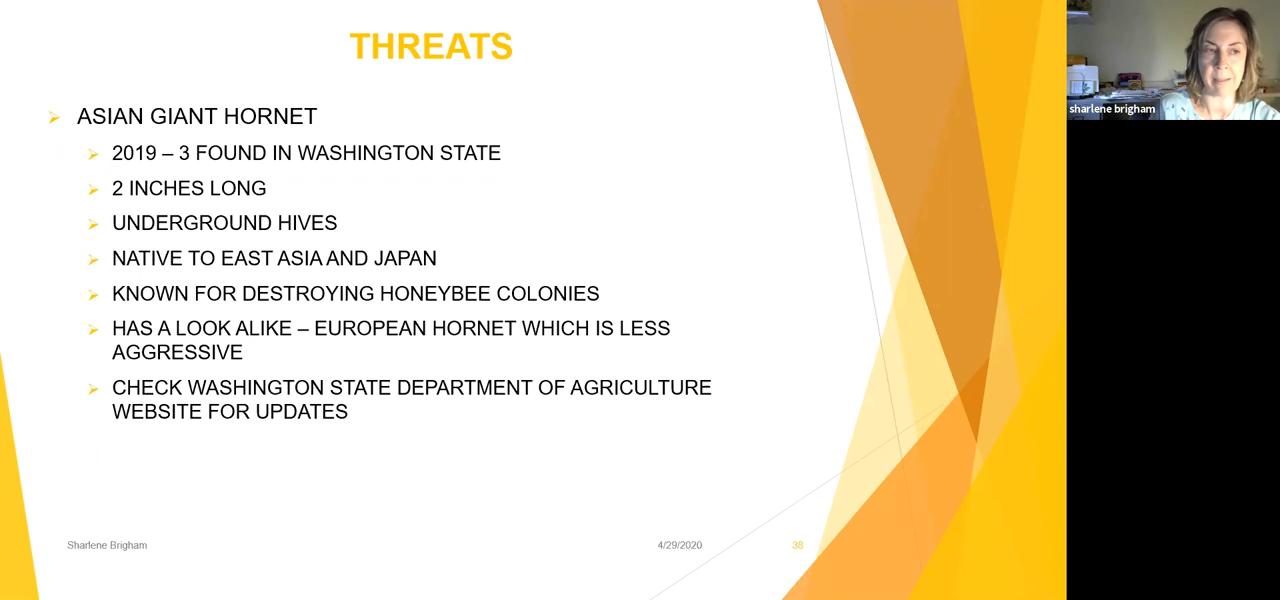 THREATS
sharlene brigham
ASIAN GIANT HORNET
2019 – 3 FOUND IN WASHINGTON STATE
2 INCHES LONG
UNDERGROUND HIVES
NATIVE TO EAST ASIA AND JAPAN
KNOWN FOR DESTROYING HONEYBEE COLONIES
HAS A LOOK ALIKE – EUROPEAN HORNET WHICH IS LESS
AGGRESSIVE
CHECK WASHINGTON STATE DEPARTMENT OF AGRICULTURE
WEBSITE FOR UPDATES
Sharlene Brigham
4/29/2020
38